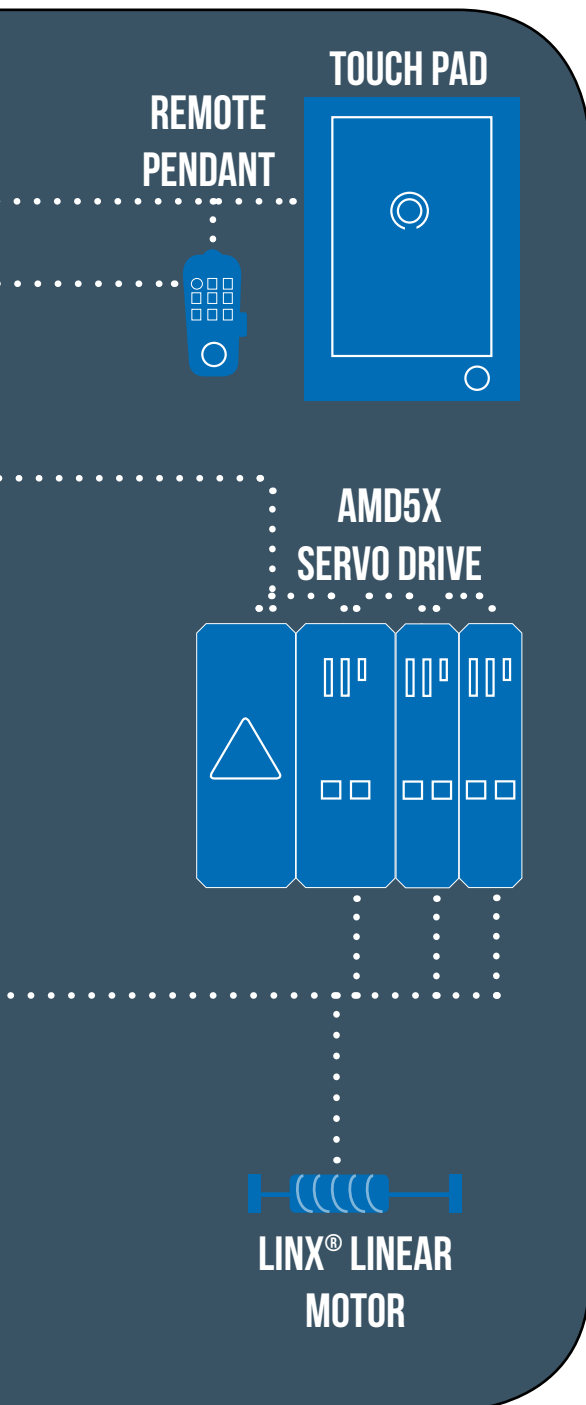 TOUCH PAD
REMOTE
PENDANT
AMD5X
SERVO DRIVE
LINX® LINEAR
MOTOR